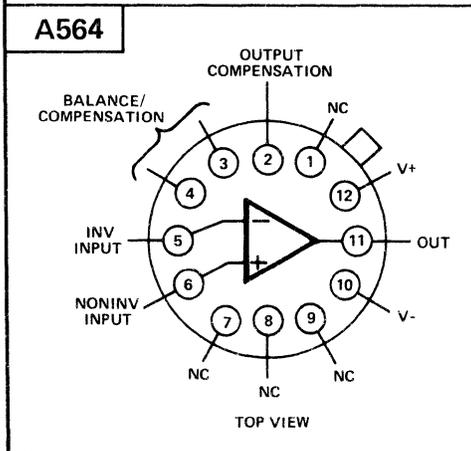 A564
OUTPUT
COMPENSATION
BALANCE/
COMPENSATION
NC
3
2
1
4
12
V+
INV
INPUT
5
−
11
OUT
6
+
10
NONINV
INPUT
V-
7
8
9
NC
NC
NC
TOP VIEW